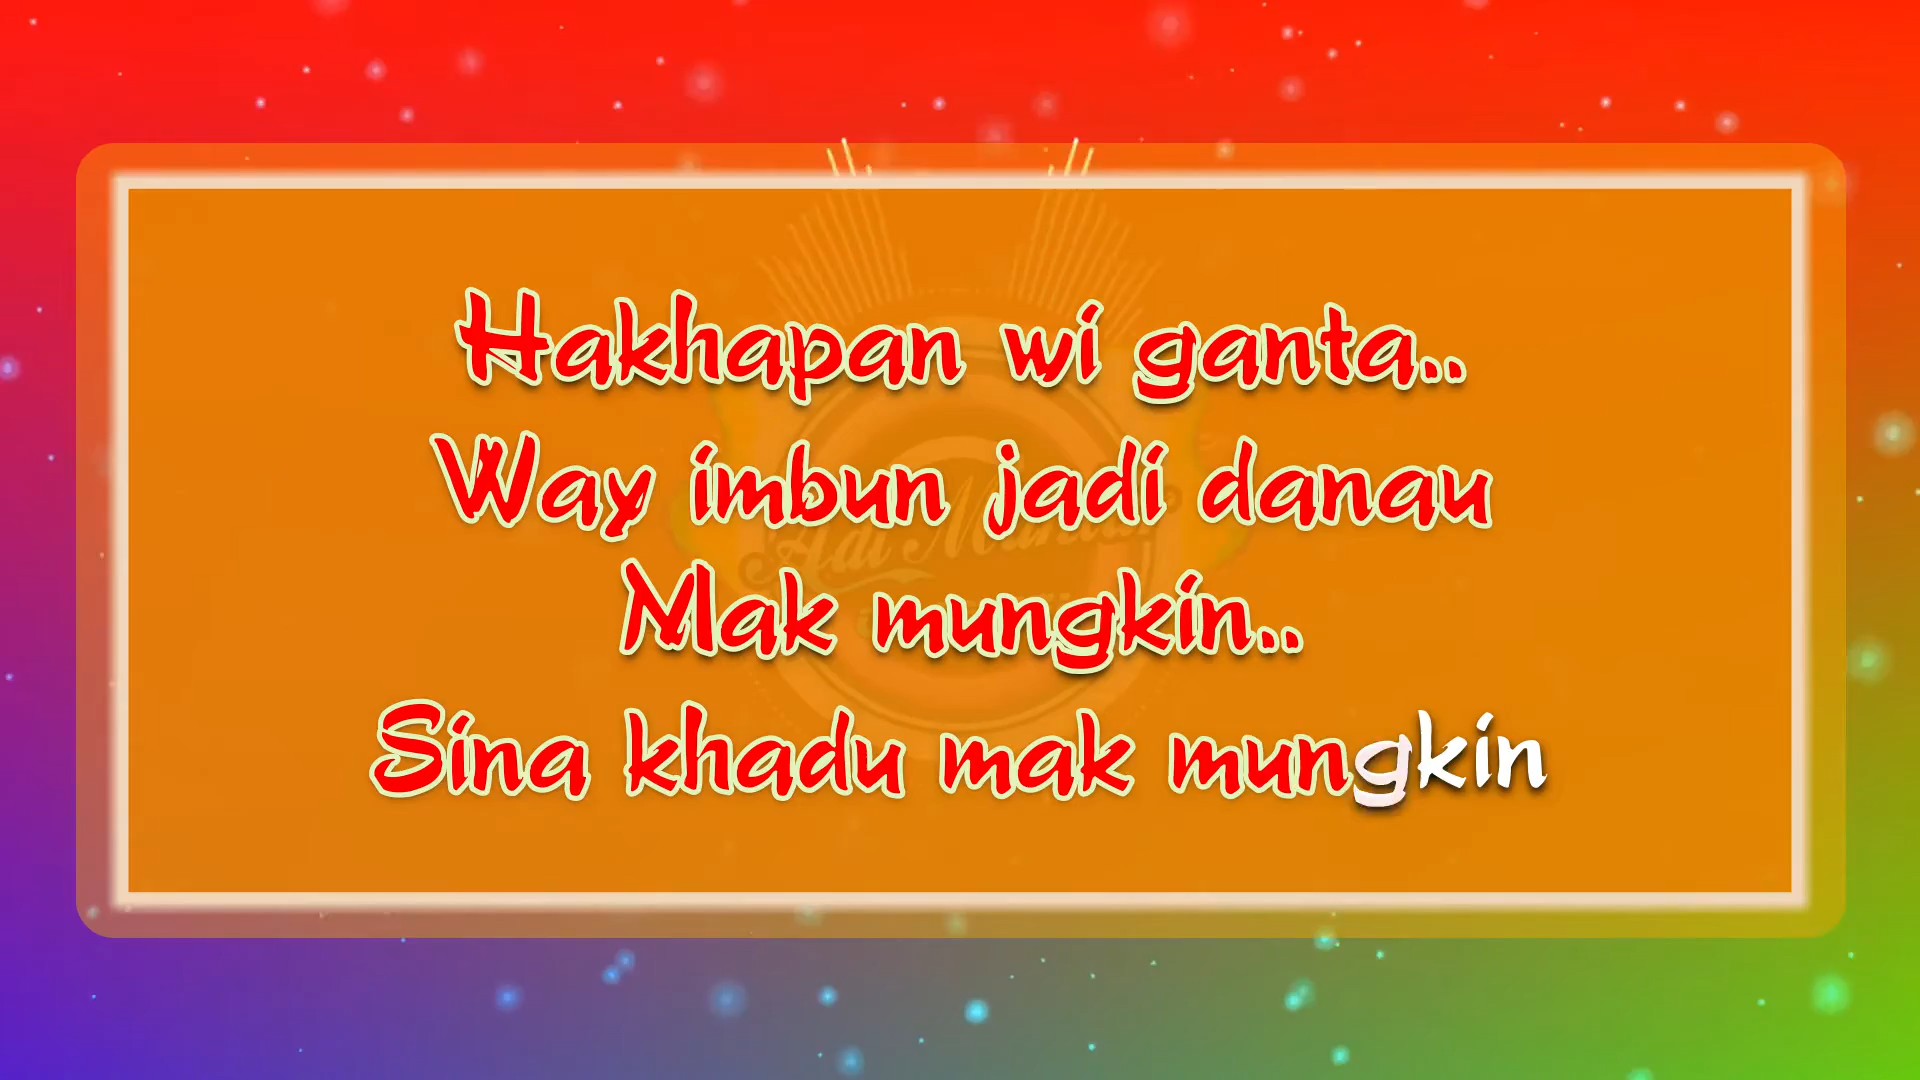 Hakhapan wi ganta..
Way imbun jadi danau
Mak mungkin..
Sina khadu mak mungkin